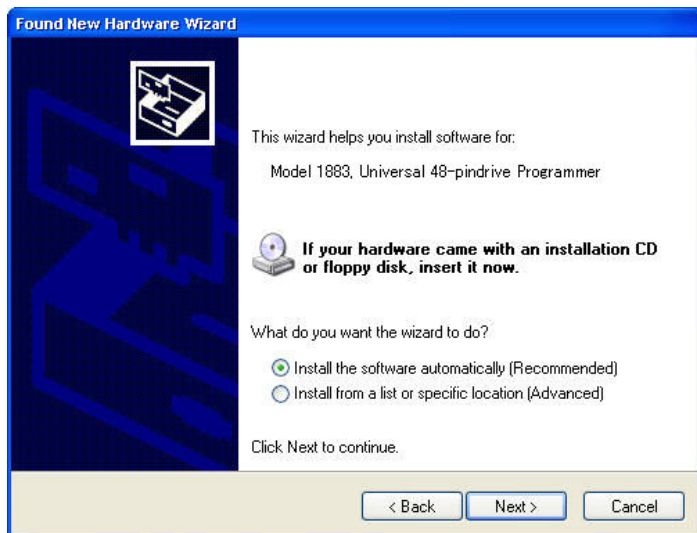 Found New Hardware Wizard
This wizard helps you install software for:
Model 1883, Universal 48-pindrive Programmer
If your hardware came with an installation CD
or floppy disk, insert it now.
What do you want the wizard to do?
Install the software automatically (Recommended)
Install from a list or specific location (Advanced)
Click Next to continue.
< Back Next > Cancel